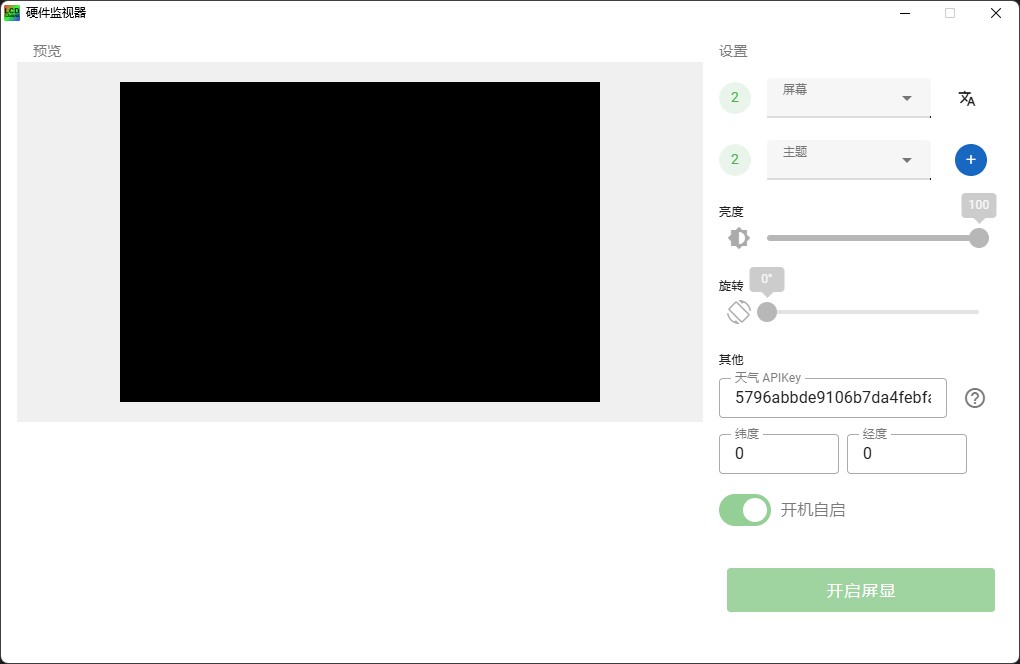 硬件监视器
预览
设置
2
屏幕
2
主题
+
亮度
100
旋转
0°
其他
天气 APIKey
5796abbde9106b7da4febfa
纬度
0
经度
0
开机自启
开启屏显